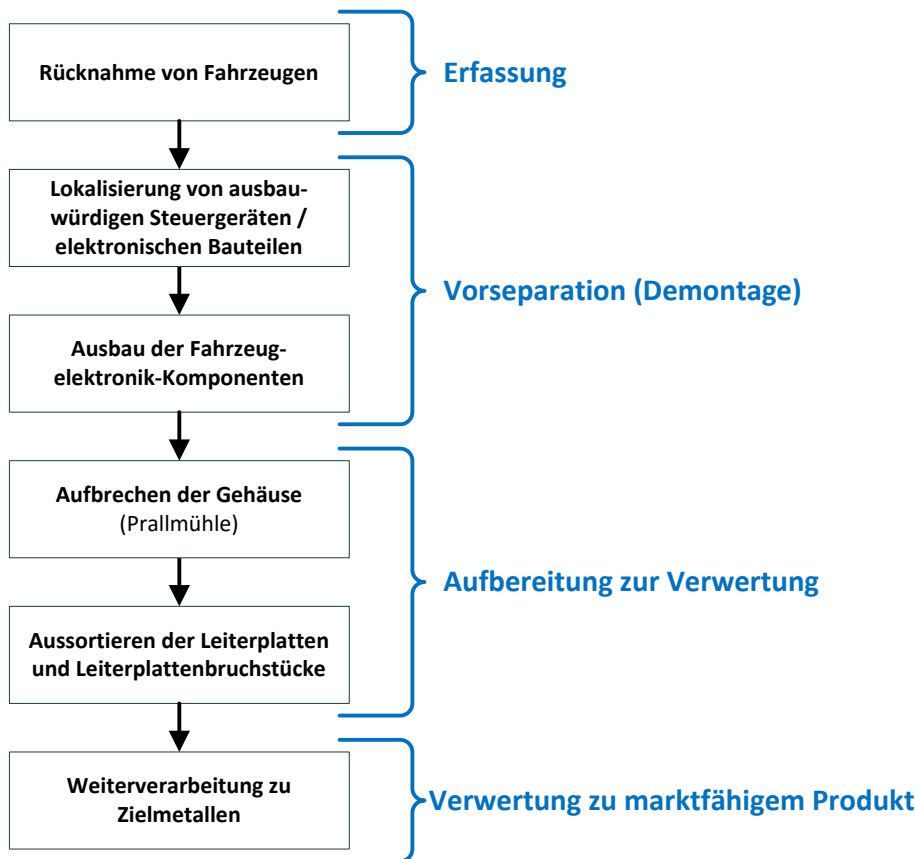 Rücknahme von Fahrzeugen
Erfassung
Lokalisierung von ausbau-
würdigen Steuergeräten /
elektronischen Bauteilen
Vorseparation (Demontage)
Ausbau der Fahrzeug-
elektronik-Komponenten
Aufbrechen der Gehäuse
(Prallmühle)
Aufbereitung zur Verwertung
Aussortieren der Leiterplatten
und Leiterplattenbruchstücke
Weiterverarbeitung zu
Zielmetallen
Verwertung zu marktfähigem Produkt